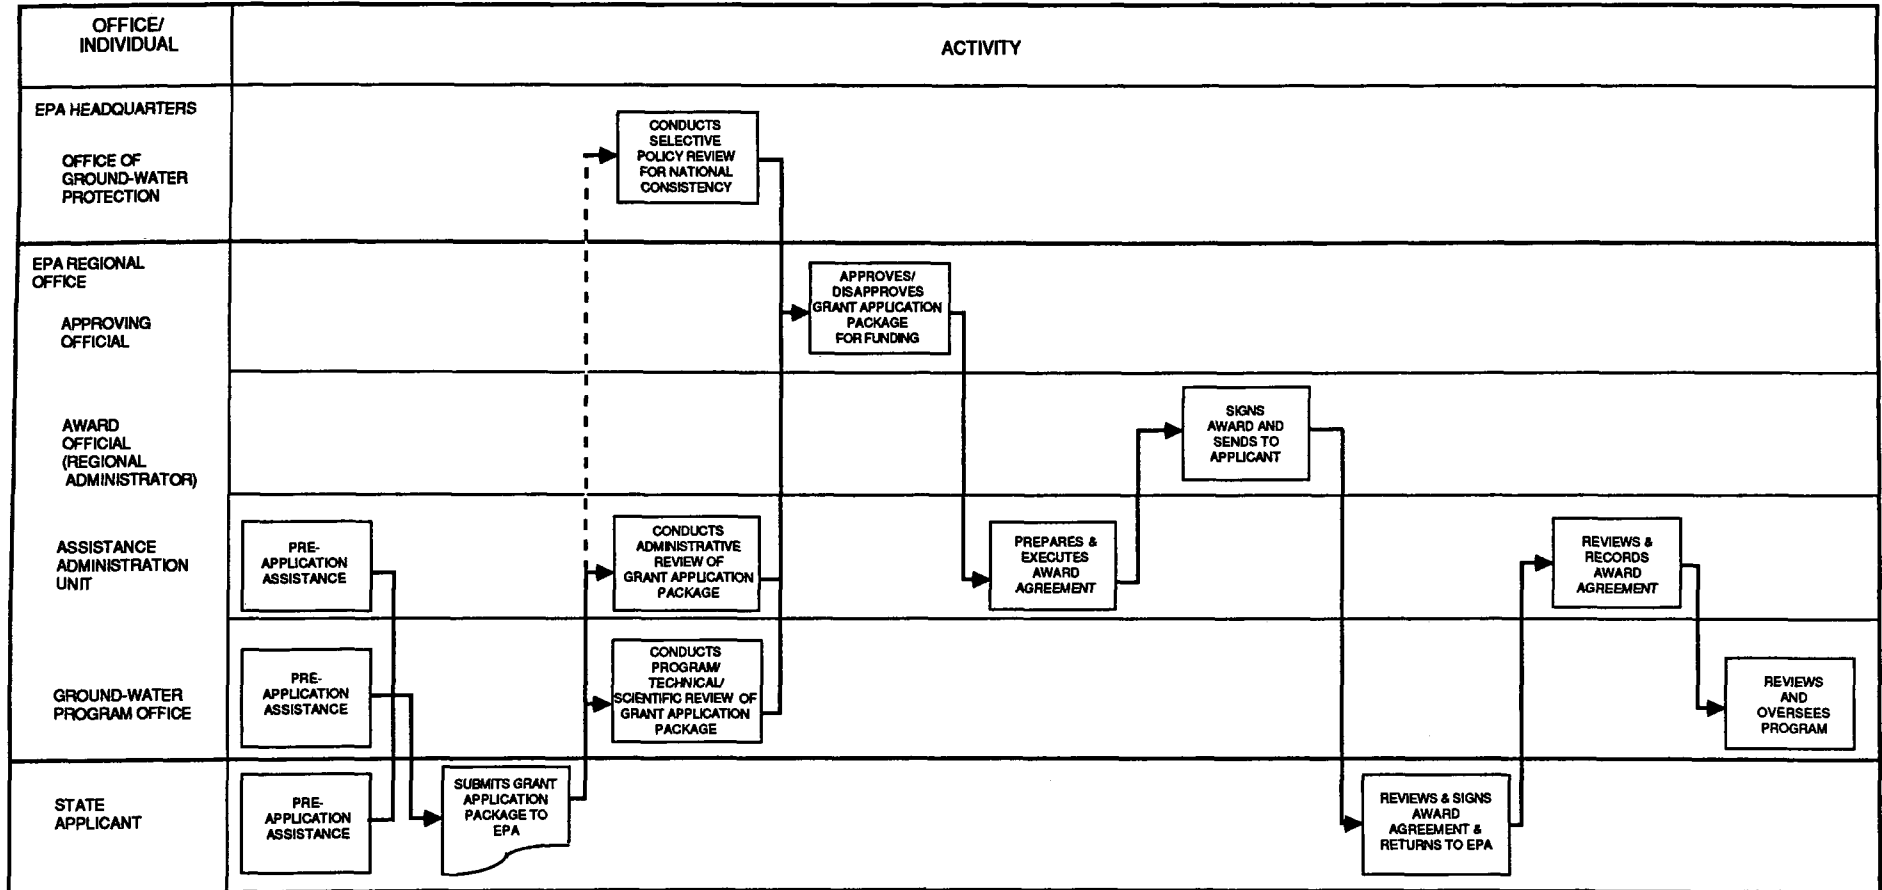 OFFICE/
INDIVIDUAL
ACTIVITY
EPA HEADQUARTERS
OFFICE OF
GROUND-WATER
PROTECTION
CONDUCTS
SELECTIVE
POLICY REVIEW
FOR NATIONAL
CONSISTENCY
EPA REGIONAL
OFFICE
APPROVING
OFFICIAL
APPROVES/
DISAPPROVES
GRANT APPLICATION
PACKAGE
FOR FUNDING
AWARD
OFFICIAL
(REGIONAL
ADMINISTRATOR)
SIGNS
AWARD AND
SENDS TO
APPLICANT
ASSISTANCE
ADMINISTRATION
UNIT
PRE-
APPLICATION
ASSISTANCE
CONDUCTS
ADMINISTRATIVE
REVIEW OF
GRANT APPLICATION
PACKAGE
PREPARES &
EXECUTES
AWARD
AGREEMENT
REVIEWS &
RECORDS
AWARD
AGREEMENT
GROUND-WATER
PROGRAM OFFICE
PRE-
APPLICATION
ASSISTANCE
CONDUCTS
PROGRAM/
TECHNICAL/
SCIENTIFIC REVIEW OF
GRANT APPLICATION
PACKAGE
REVIEWS
AND
OVERSEES
PROGRAM
STATE
APPLICANT
PRE-
APPLICATION
ASSISTANCE
SUBMITS GRANT
APPLICATION
PACKAGE TO
EPA
REVIEWS & SIGNS
AWARD
AGREEMENT &
RETURNS TO EPA